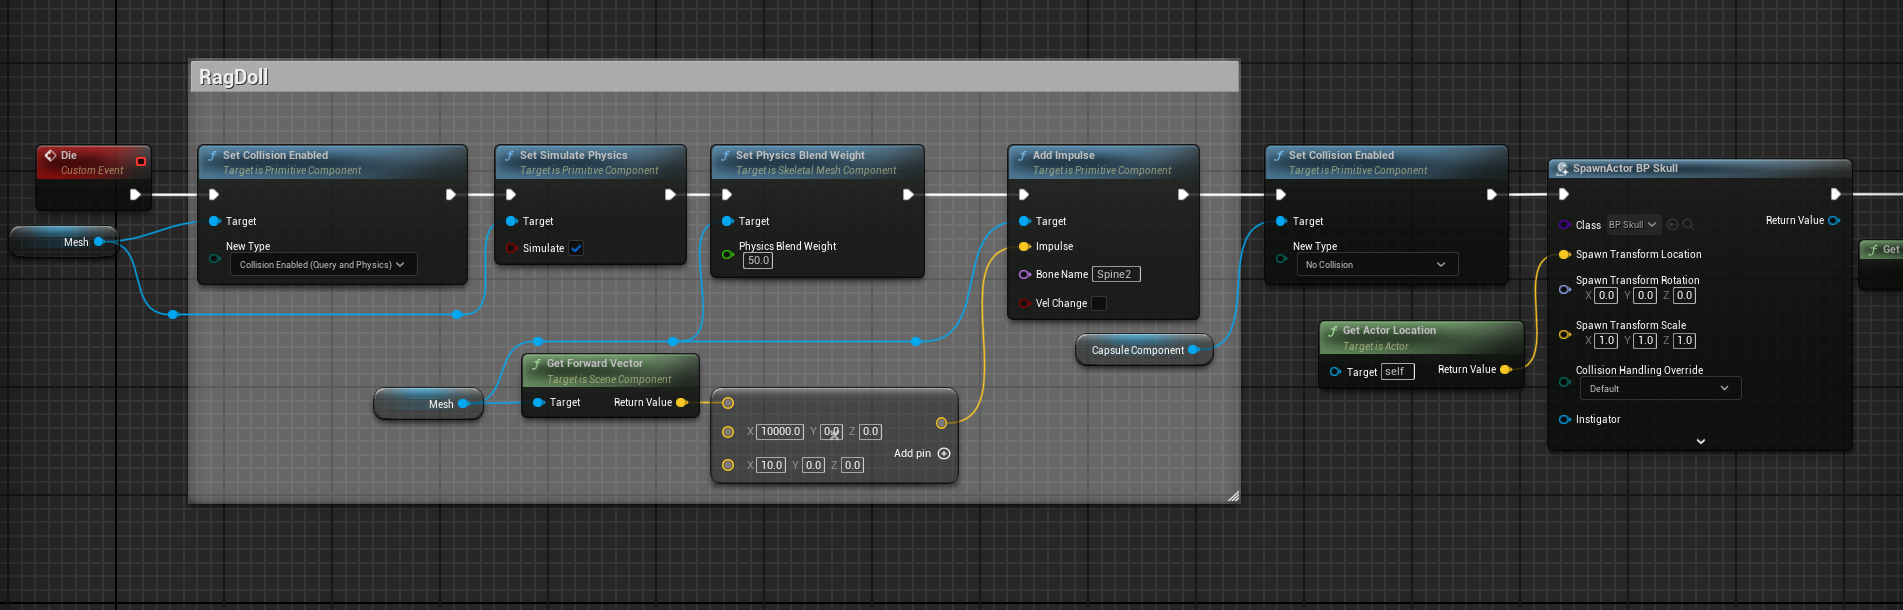 RagDoll
Die
Custom Event
Mesh
Set Collision Enabled
Target is Primitive Component
Target
New Type
Collision Enabled (Query and Physics)
Set Simulate Physics
Target is Primitive Component
Target
Simulate
Set Physics Blend Weight
Target is Skeletal Mesh Component
Target
Physics Blend Weight
50.0
Add Impulse
Target is Primitive Component
Target
Impulse
Bone Name Spine2
Vel Change
Mesh
Get Forward Vector
Target is Scene Component
Target Return Value
X 10000.0 Y 0.0 Z 0.0
Add pin
X 10.0 Y 0.0 Z 0.0
Capsule Component
Set Collision Enabled
Target is Primitive Component
Target
New Type
No Collision
Get Actor Location
Target is Actor
Target self Return Value
SpawnActor BP Skull
Return Value
Class BP Skull
Spawn Transform Location
Spawn Transform Rotation
X 0.0 Y 0.0 Z 0.0
Spawn Transform Scale
X 1.0 Y 1.0 Z 1.0
Collision Handling Override
Default
Instigator
Get